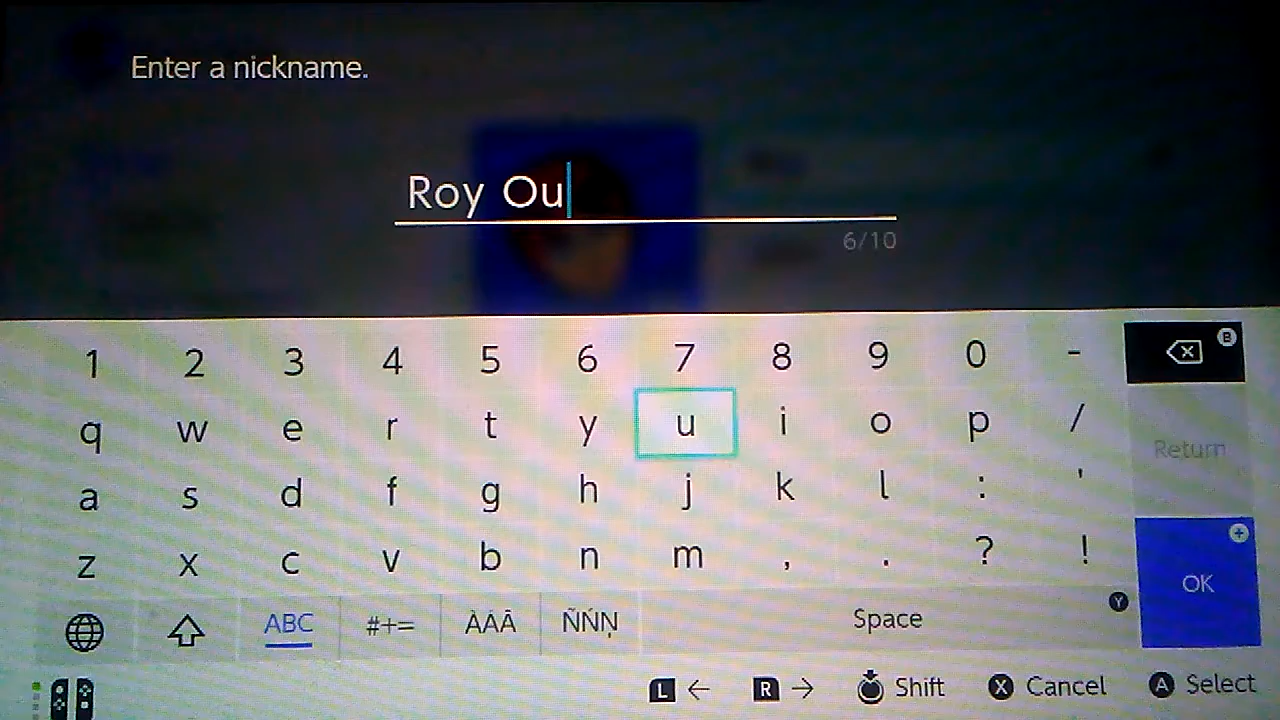 Enter a nickname.
Roy Ou
6/10
1 2 3 4 5 6 7 8 9 0 - B
q w e r t y u i o p / Return
a s d f g h j k l : '
z x c v b n m , . ? ! +
OK
ABC #+= ÀÁÂ ÑŃŅ Space Y
L ← R → Shift X Cancel A Select